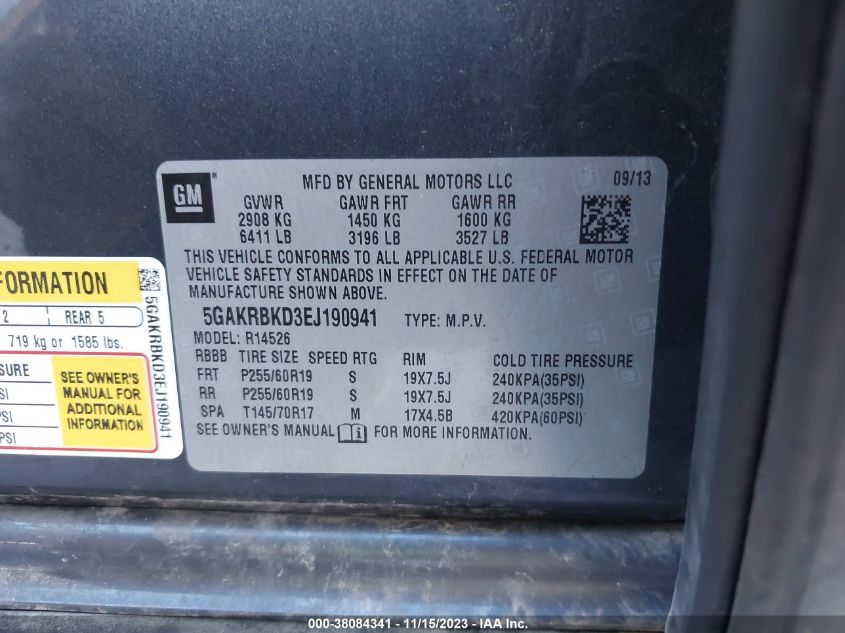 GM
MFD BY GENERAL MOTORS LLC 09/13
GVWR GAWR FRT GAWR RR
2908 KG 1450 KG 1600 KG
6411 LB 3196 LB 3527 LB
THIS VEHICLE CONFORMS TO ALL APPLICABLE U.S. FEDERAL MOTOR
VEHICLE SAFETY STANDARDS IN EFFECT ON THE DATE OF
MANUFACTURE SHOWN ABOVE.
5GAKRBKD3EJ190941 TYPE: M.P.V.
MODEL: R14526
RBBB TIRE SIZE SPEED RTG RIM COLD TIRE PRESSURE
FRT P255/60R19 S 19X7.5J 240KPA(35PSI)
RR P255/60R19 S 19X7.5J 240KPA(35PSI)
SPA T145/70R17 M 17X4.5B 420KPA(60PSI)
SEE OWNER'S MANUAL FOR MORE INFORMATION.
FORMATION
2 REAR 5
719 kg or 1585 lbs.
SURE
SI
PSI
PSI
SEE OWNER'S
MANUAL FOR
ADDITIONAL
INFORMATION
5GAKRBKD3EJ190941
000-38084341 - 11/15/2023 - IAA Inc.